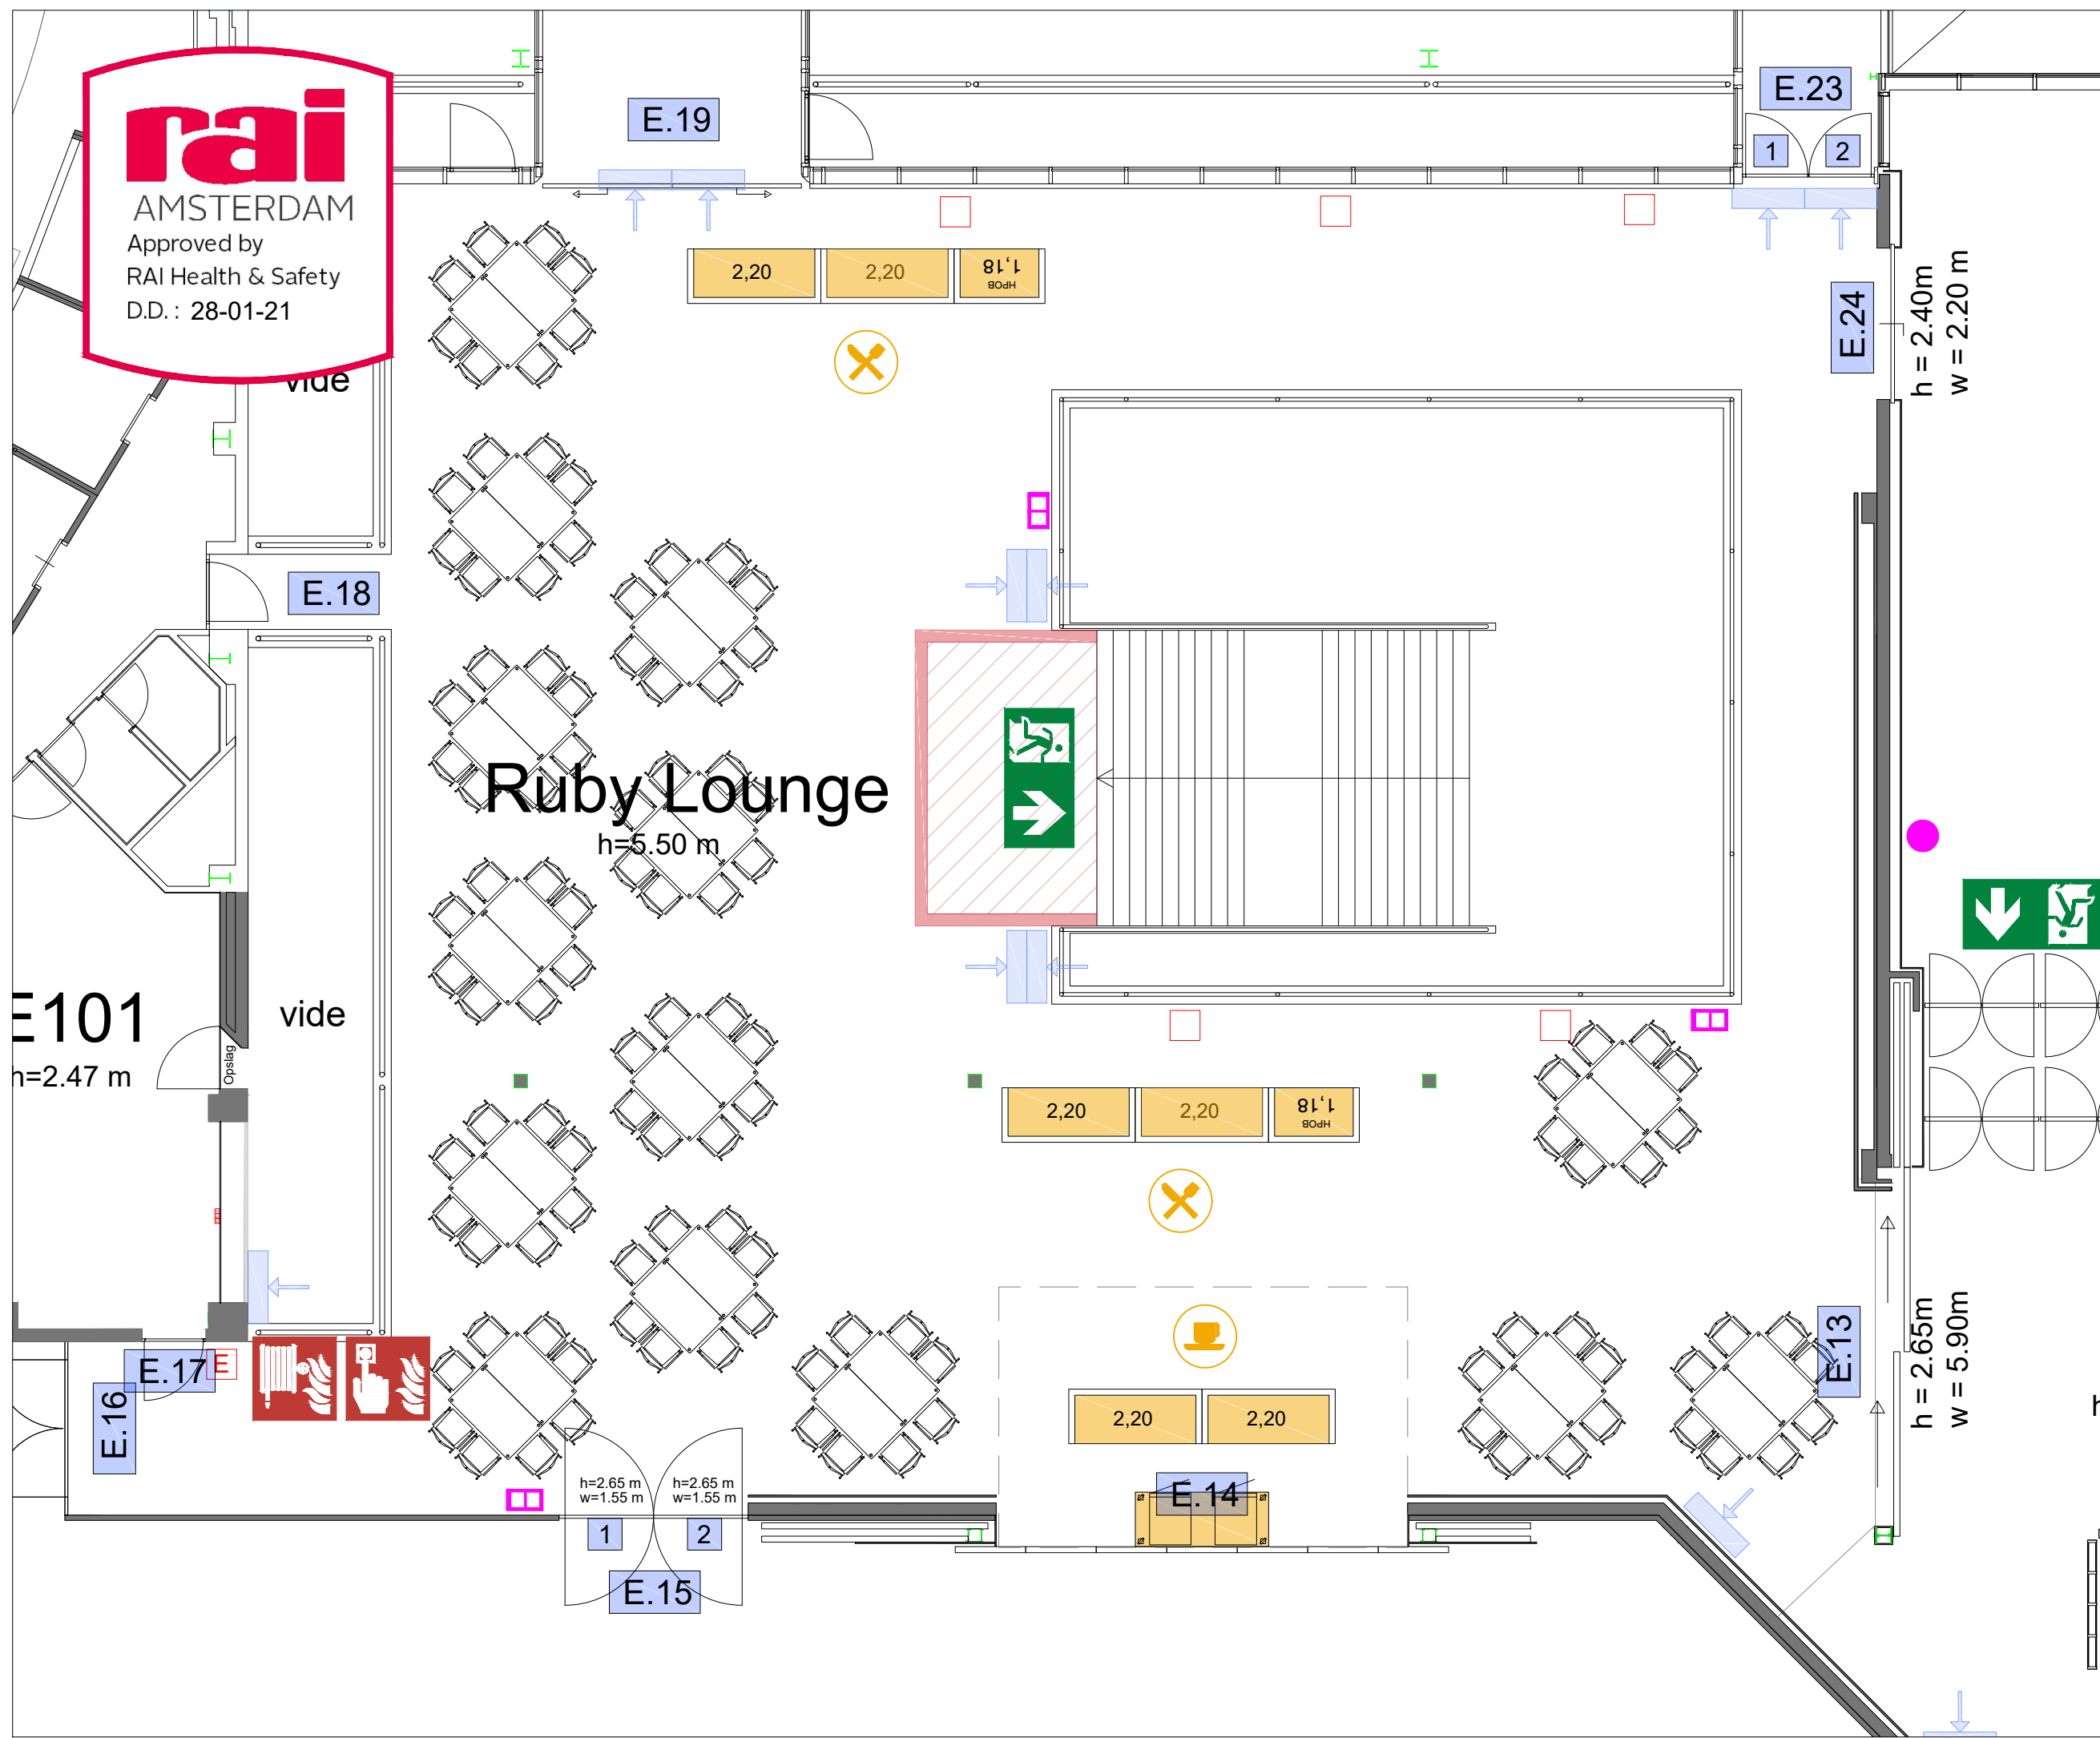 rai
AMSTERDAM
Approved by
RAI Health & Safety
D.D. : 28-01-21
vide
E.19
E.23
1
2
2,20
2,20
1,18
HPOB
E.24
h = 2.40m
w = 2.20 m
E.18
Ruby Lounge
h=5.50 m
E101
h=2.47 m
vide
Opslag
2,20
2,20
1,18
HPOB
E.13
h = 2.65m
w = 5.90m
h
E.17
E
E.16
2,20
2,20
E.14
h=2.65 m
w=1.55 m
h=2.65 m
w=1.55 m
1
2
E.15